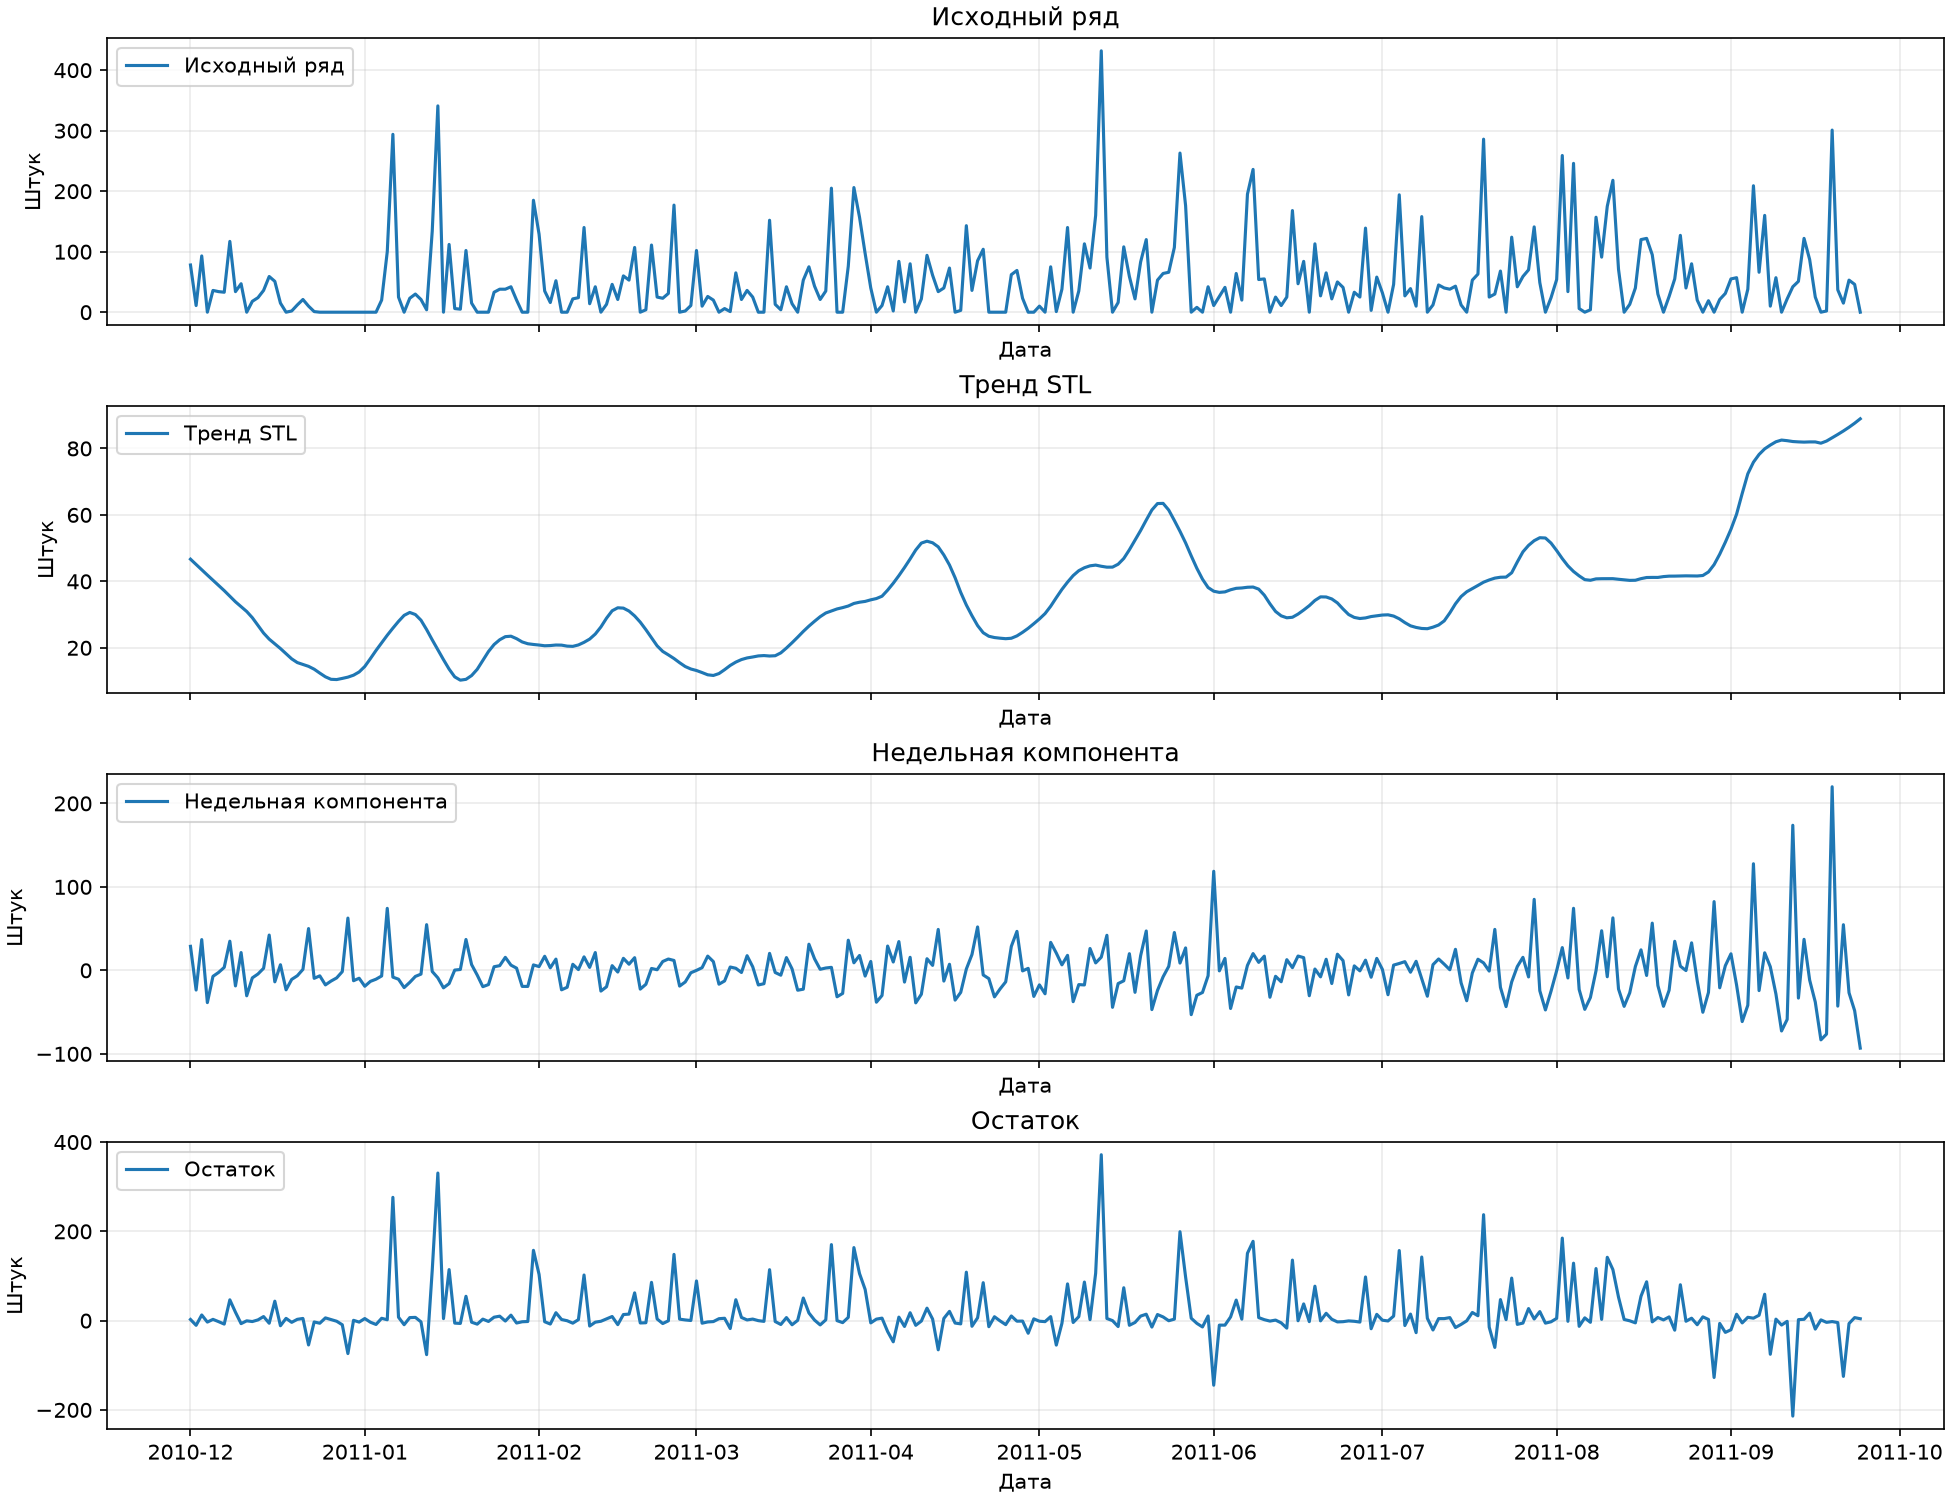 Исходный ряд
Исходный ряд
400
300
200
100
0
Штук
Дата
Тренд STL
Тренд STL
80
60
40
20
Штук
Дата
Недельная компонента
Недельная компонента
200
100
0
−100
Штук
Дата
Остаток
Остаток
400
200
0
−200
Штук
2010-12 2011-01 2011-02 2011-03 2011-04 2011-05 2011-06 2011-07 2011-08 2011-09 2011-10
Дата